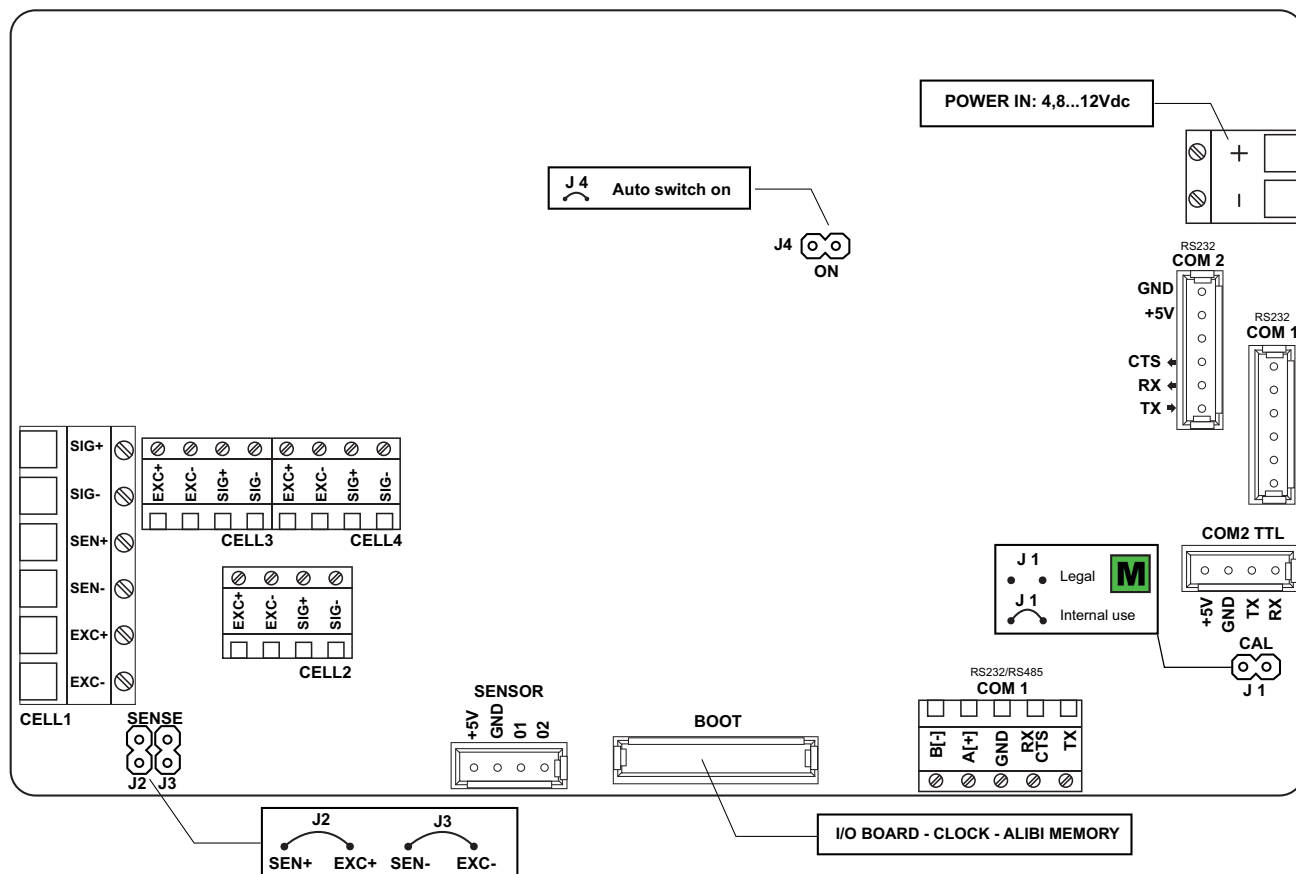 POWER IN: 4,8...12Vdc
+
-
J 4 Auto switch on
J4
ON
RS232
COM 2
GND
+5V
CTS
RX
TX
RS232
COM 1
SIG+
SIG-
SEN+
SEN-
EXC+
EXC-
CELL1
EXC+ EXC- SIG+ SIG- EXC+ EXC- SIG+ SIG-
CELL3 CELL4
EXC+ EXC- SIG+ SIG-
CELL2
COM2 TTL
+5V GND TX RX
J 1
Legal M
J 1
Internal use
CAL
J 1
SENSE
J2 J3
SENSOR
+5V GND 01 02
BOOT
RS232/RS485
COM 1
B[-] A[+] GND RX CTS TX
J2 J3
SEN+ EXC+ SEN- EXC-
I/O BOARD - CLOCK - ALIBI MEMORY